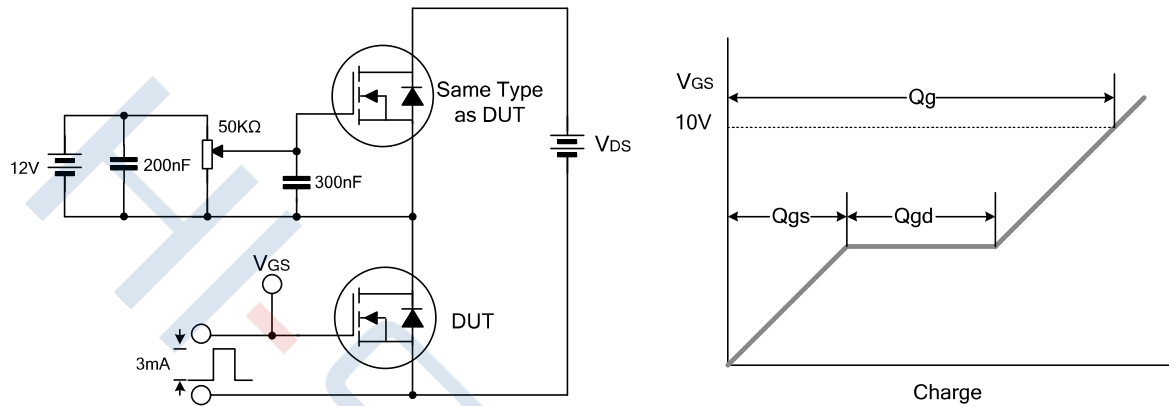 Same Type
as DUT
50KΩ
12V
200nF
300nF
VDS
VGS
DUT
3mA
VGS
10V
Qg
Qgs
Qgd
Charge